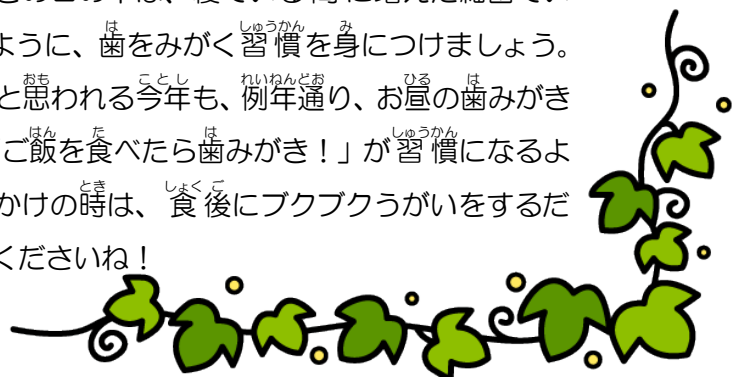 ように、歯をみがく習慣を身につけましょう。
と思われる今年も、例年通り、お昼の歯みがき
ご飯を食べたら歯みがき！」が習慣になるよ
かけの時は、食後にブクブクうがいをするだ
くださいね！